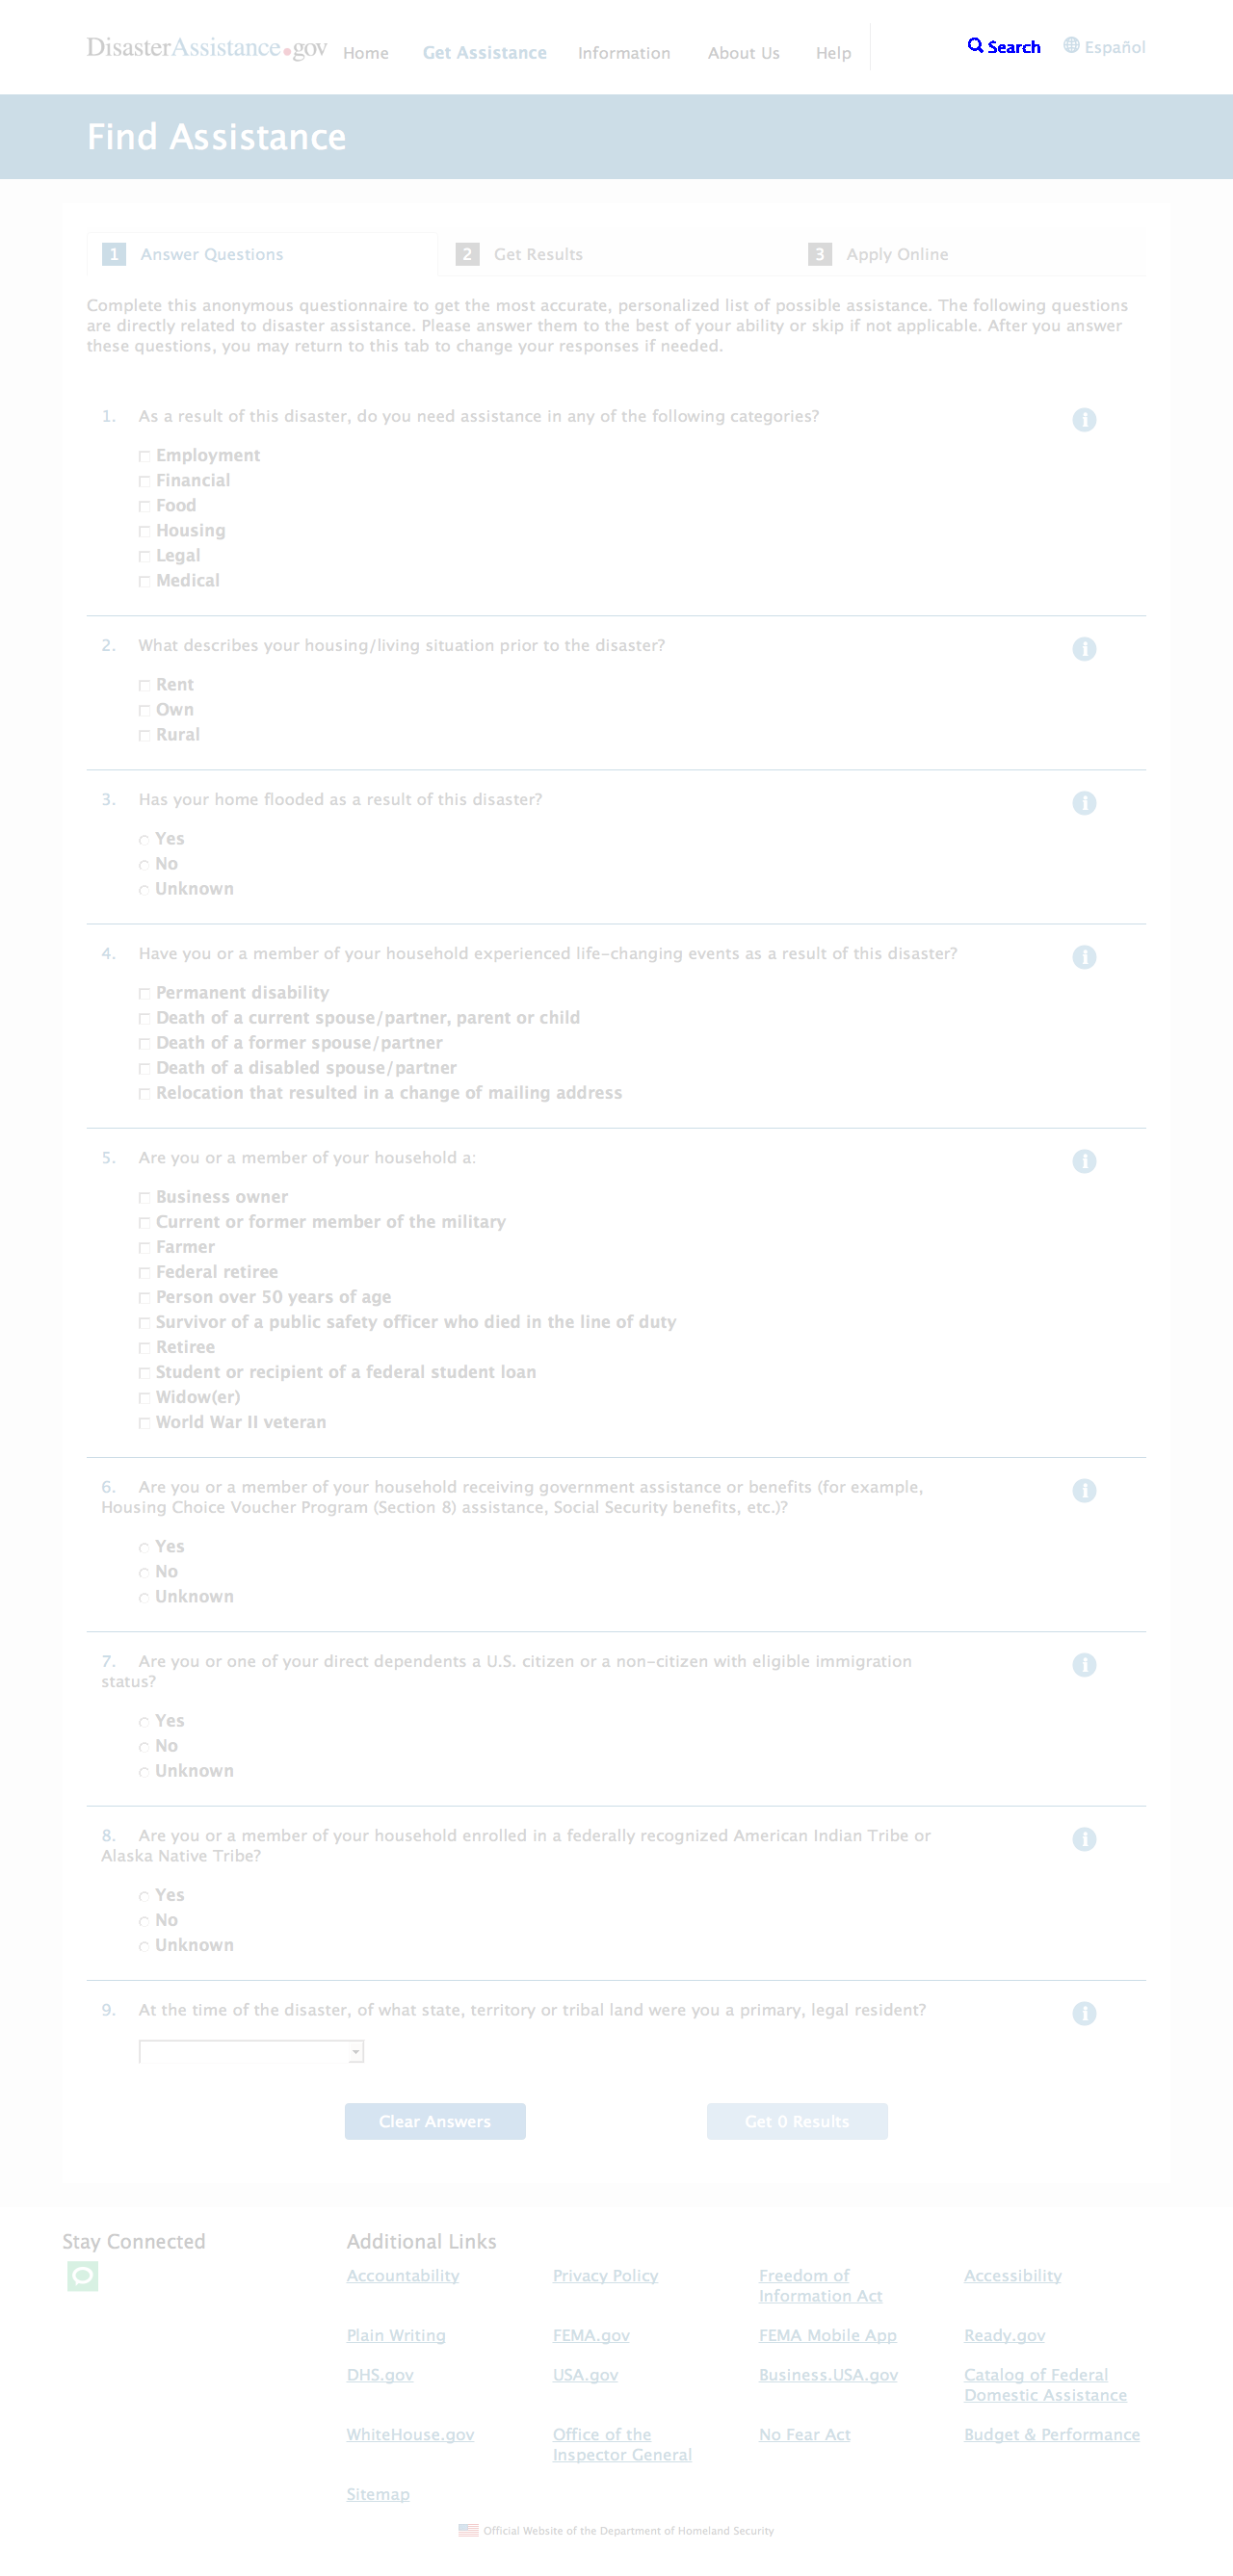 DisasterAssistance.gov Home Get Assistance Information About Us Help Search Español
Find Assistance
1 Answer Questions 2 Get Results 3 Apply Online
Complete this anonymous questionnaire to get the most accurate, personalized list of possible assistance. The following questions
are directly related to disaster assistance. Please answer them to the best of your ability or skip if not applicable. After you answer
these questions, you may return to this tab to change your responses if needed.
1. As a result of this disaster, do you need assistance in any of the following categories?
Employment
Financial
Food
Housing
Legal
Medical
2. What describes your housing/living situation prior to the disaster?
Rent
Own
Rural
3. Has your home flooded as a result of this disaster?
Yes
No
Unknown
4. Have you or a member of your household experienced life-changing events as a result of this disaster?
Permanent disability
Death of a current spouse/partner, parent or child
Death of a former spouse/partner
Death of a disabled spouse/partner
Relocation that resulted in a change of mailing address
5. Are you or a member of your household a:
Business owner
Current or former member of the military
Farmer
Federal retiree
Person over 50 years of age
Survivor of a public safety officer who died in the line of duty
Retiree
Student or recipient of a federal student loan
Widow(er)
World War II veteran
6. Are you or a member of your household receiving government assistance or benefits (for example,
Housing Choice Voucher Program (Section 8) assistance, Social Security benefits, etc.)?
Yes
No
Unknown
7. Are you or one of your direct dependents a U.S. citizen or a non-citizen with eligible immigration
status?
Yes
No
Unknown
8. Are you or a member of your household enrolled in a federally recognized American Indian Tribe or
Alaska Native Tribe?
Yes
No
Unknown
9. At the time of the disaster, of what state, territory or tribal land were you a primary, legal resident?
Clear Answers Get 0 Results
Stay Connected
Additional Links
Accountability Privacy Policy Freedom of Accessibility
Information Act
Plain Writing FEMA.gov FEMA Mobile App Ready.gov
DHS.gov USA.gov Business.USA.gov Catalog of Federal
Domestic Assistance
WhiteHouse.gov Office of the No Fear Act Budget & Performance
Inspector General
Sitemap
Official Website of the Department of Homeland Security